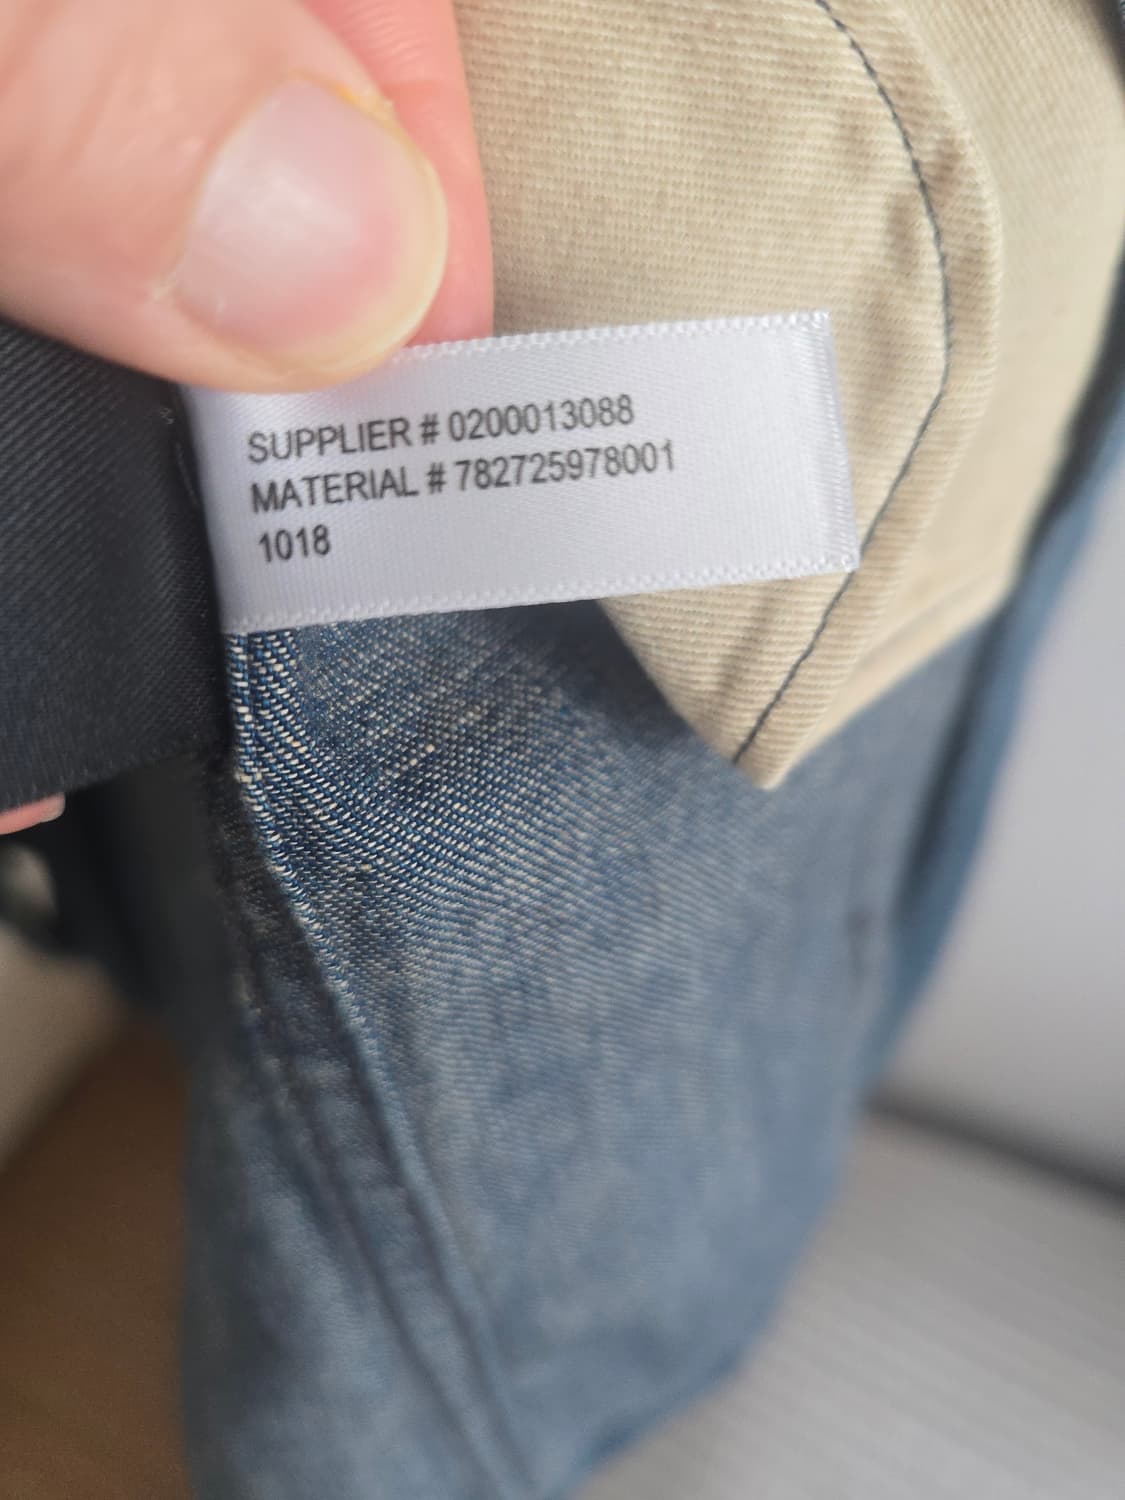 SUPPLIER # 0200013088
MATERIAL # 782725978001
1018